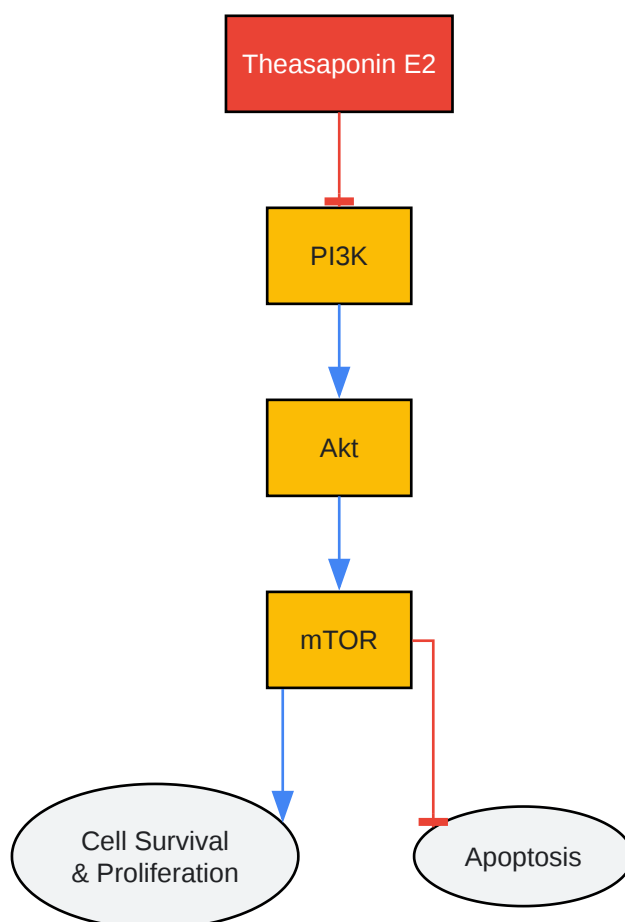 Theasaponin E2
PI3K
Akt
mTOR
Cell Survival
& Proliferation
Apoptosis